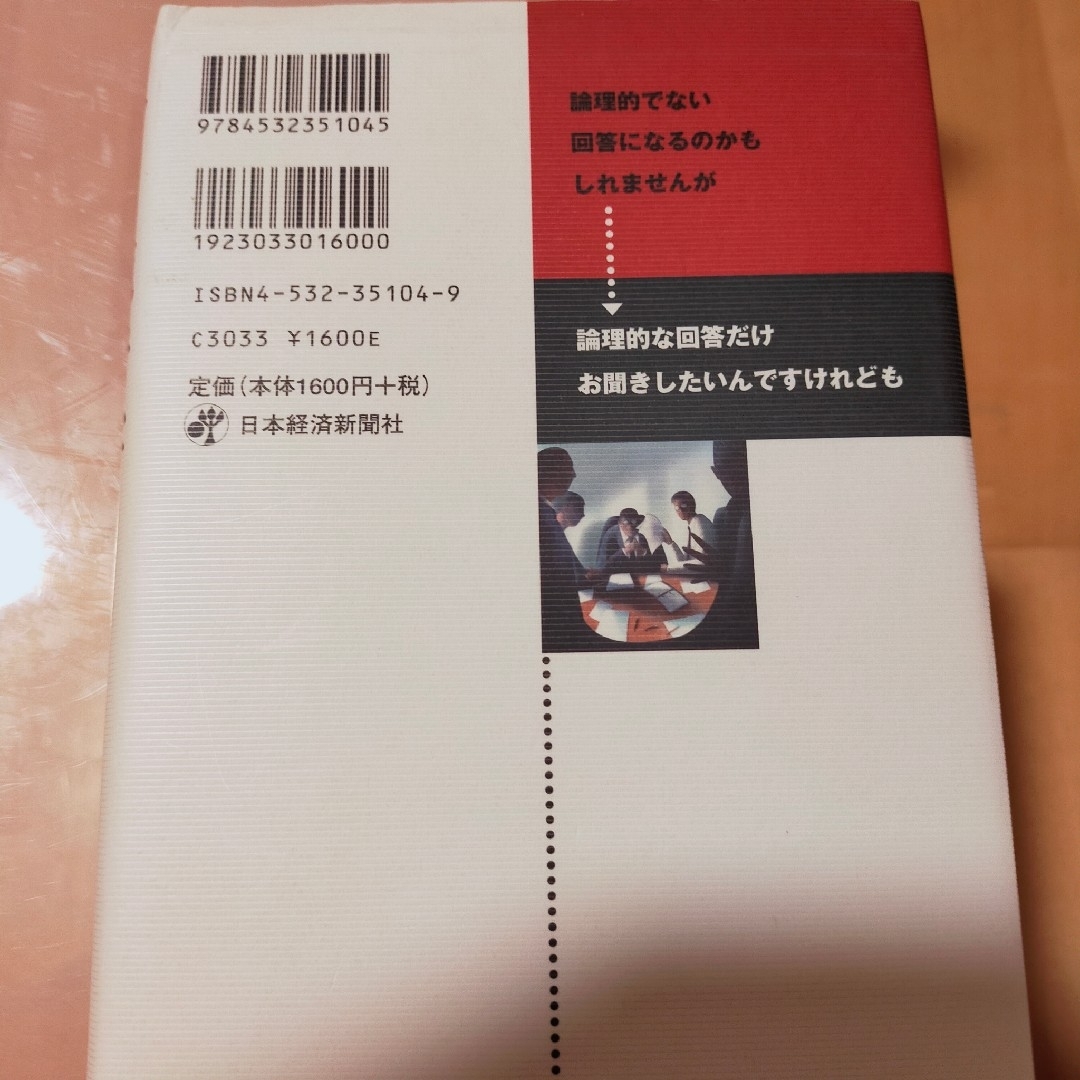 9784532351045
1923033016000
ISBN4-532-35104-9
C3033 ¥1600E
定価(本体1600円+税)
日本経済新聞社
論理的でない
回答になるのかも
しれませんが
論理的な回答だけ
お聞きしたいんですけれども